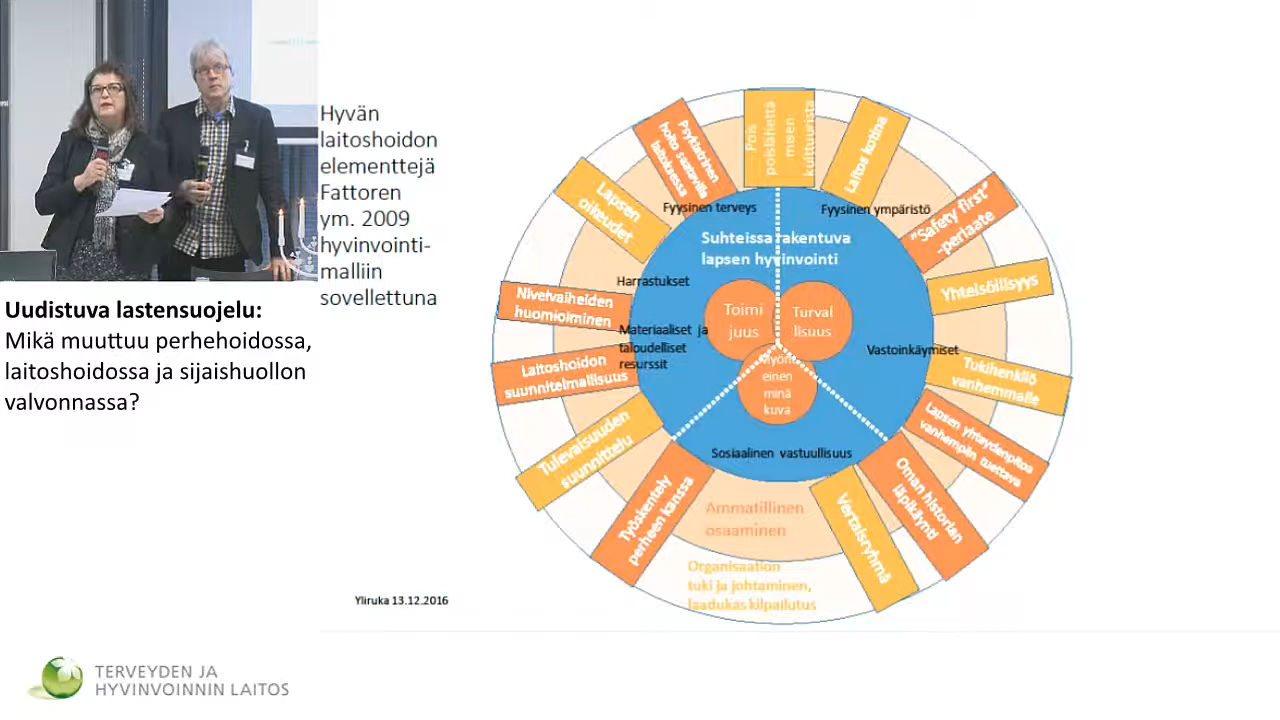 Hyvän
laitoshoidon
elementtejä
Fattoren
ym. 2009
hyvinvointi-
malliin
sovellettuna
Uudistuva lastensuojelu:
Mikä muuttuu perhehoidossa,
laitoshoidossa ja sijaishuollon
valvonnassa?
Pois
poislähettä
misen
kulttuurista
Laitos kotina
"Safety first"
-periaate
Yhteisöllisyys
Tukihenkilö
vanhemmalle
Lapsen yhteydenpitoa
vanhempiin tuettava
Oman historian
läpikäynti
Vertaisryhmä
Työskentely
perheen kanssa
Tulevaisuuden
suunnittelu
Laitoshoidon
suunnitelmallisuus
Nivelvaiheiden
huomioiminen
Lapsen
oikeudet
Psykiatrinen
hoito saatavilla
laitoksessa
Fyysinen terveys
Fyysinen ympäristö
Suhteissa rakentuva
lapsen hyvinvointi
Harrastukset
Toimi
juus
Turval
lisuus
Materiaaliset ja
taloudelliset
resurssit
Vastoinkäymiset
einen
minä
kuva
Sosiaalinen vastuullisuus
Ammatillinen
osaaminen
Organisaation
tuki ja johtaminen,
laadukas kilpailutus
Yliruka 13.12.2016
TERVEYDEN JA
HYVINVOINNIN LAITOS